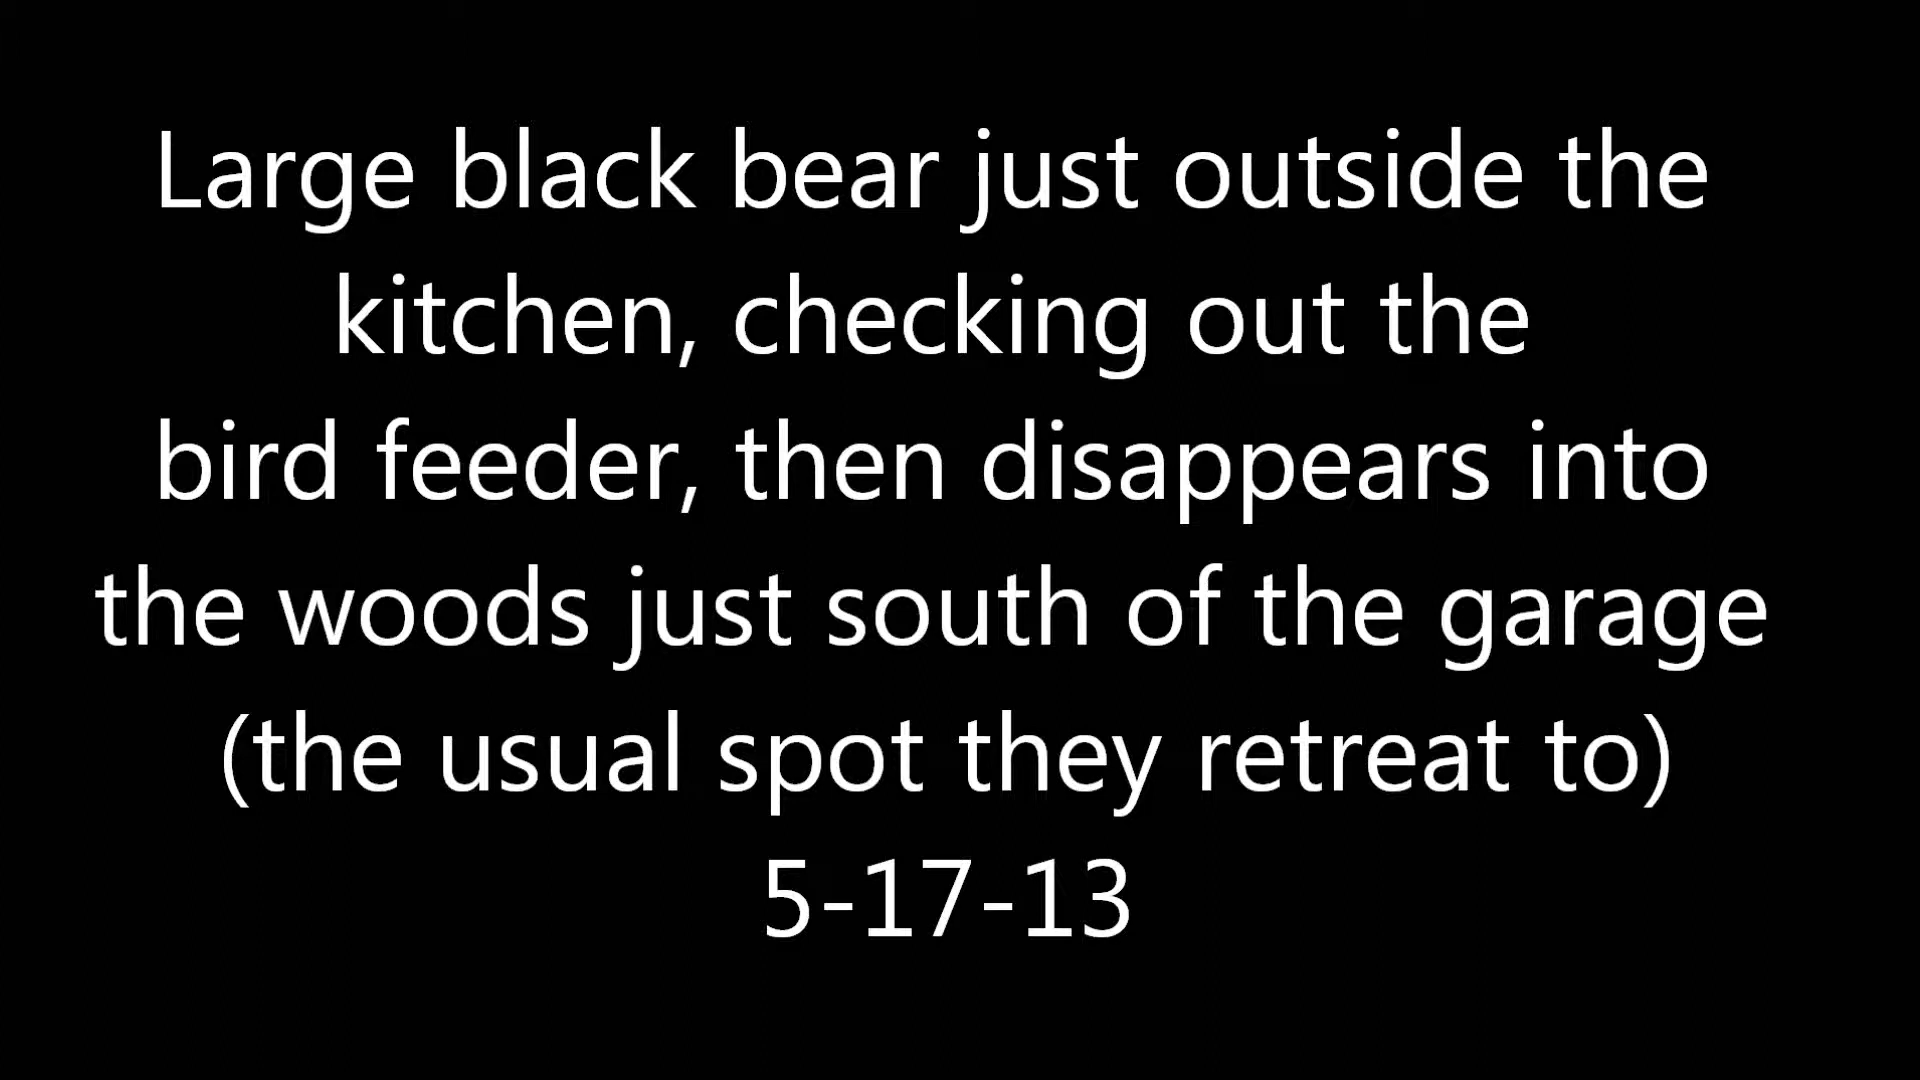 Large black bear just outside the
kitchen, checking out the
bird feeder, then disappears into
the woods just south of the garage
(the usual spot they retreat to)
5-17-13